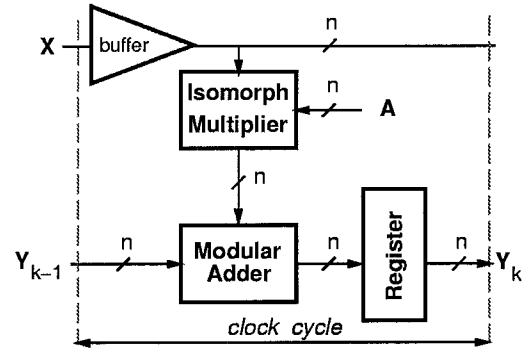 X
buffer
n
Isomorph
Multiplier
n
A
n
Y k−1
n
Modular
Adder
n
Register
n
Y k
clock cycle